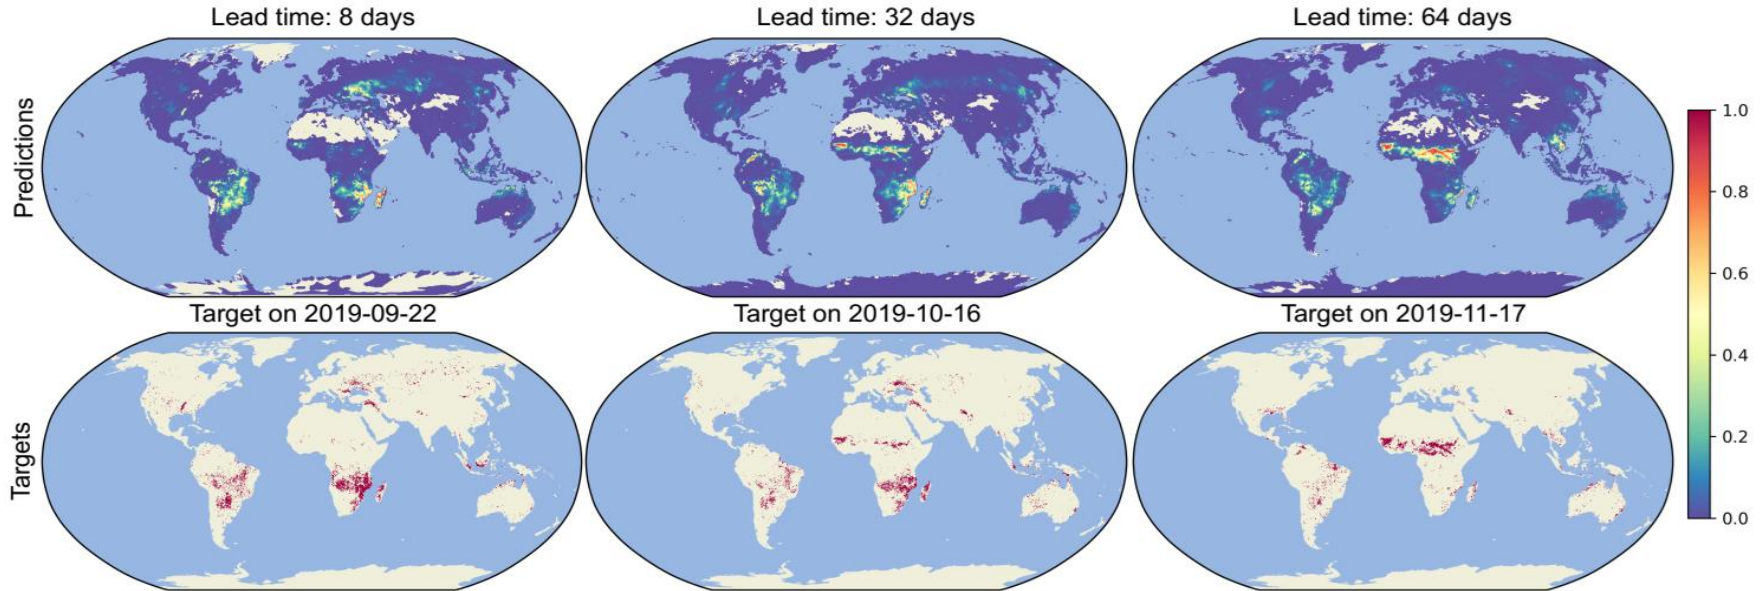 Lead time: 8 days
Lead time: 32 days
Lead time: 64 days
Predictions
Target on 2019-09-22
Target on 2019-10-16
Target on 2019-11-17
Targets
1.0
0.8
0.6
0.4
0.2
0.0